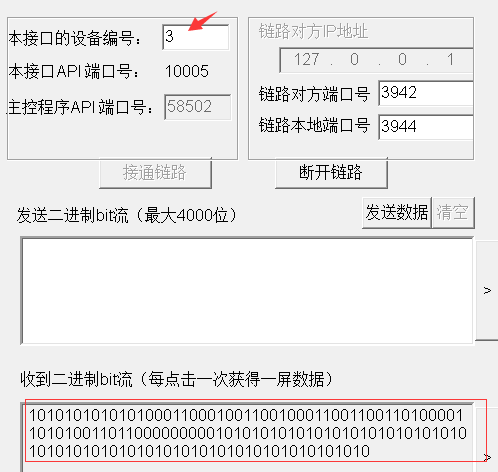 本接口的设备编号: 3
本接口API端口号: 10005
主控程序API端口号: 58502
接通链路
链路对方IP地址
127 . 0 . 0 . 1
链路对方端口号 3942
链路本地端口号 3944
断开链路
发送二进制bit流（最大4000位）
发送数据 清空
>
收到二进制bit流（每点击一次获得一屏数据）
1010101010101000110001001100100011001100110100001
1010100110110000000001010101010101010101010101010
10101010101010101010101010101010101010
>